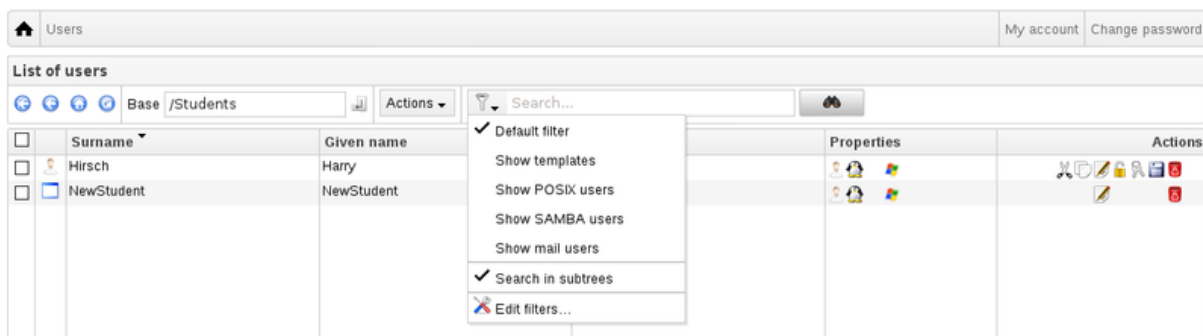 Users My account Change password
List of users
Base /Students Actions Search...
Surname Given name Properties Actions
Default filter
Show templates
Show POSIX users
Show SAMBA users
Show mail users
Search in subtrees
Edit filters...
Hirsch Harry
NewStudent NewStudent